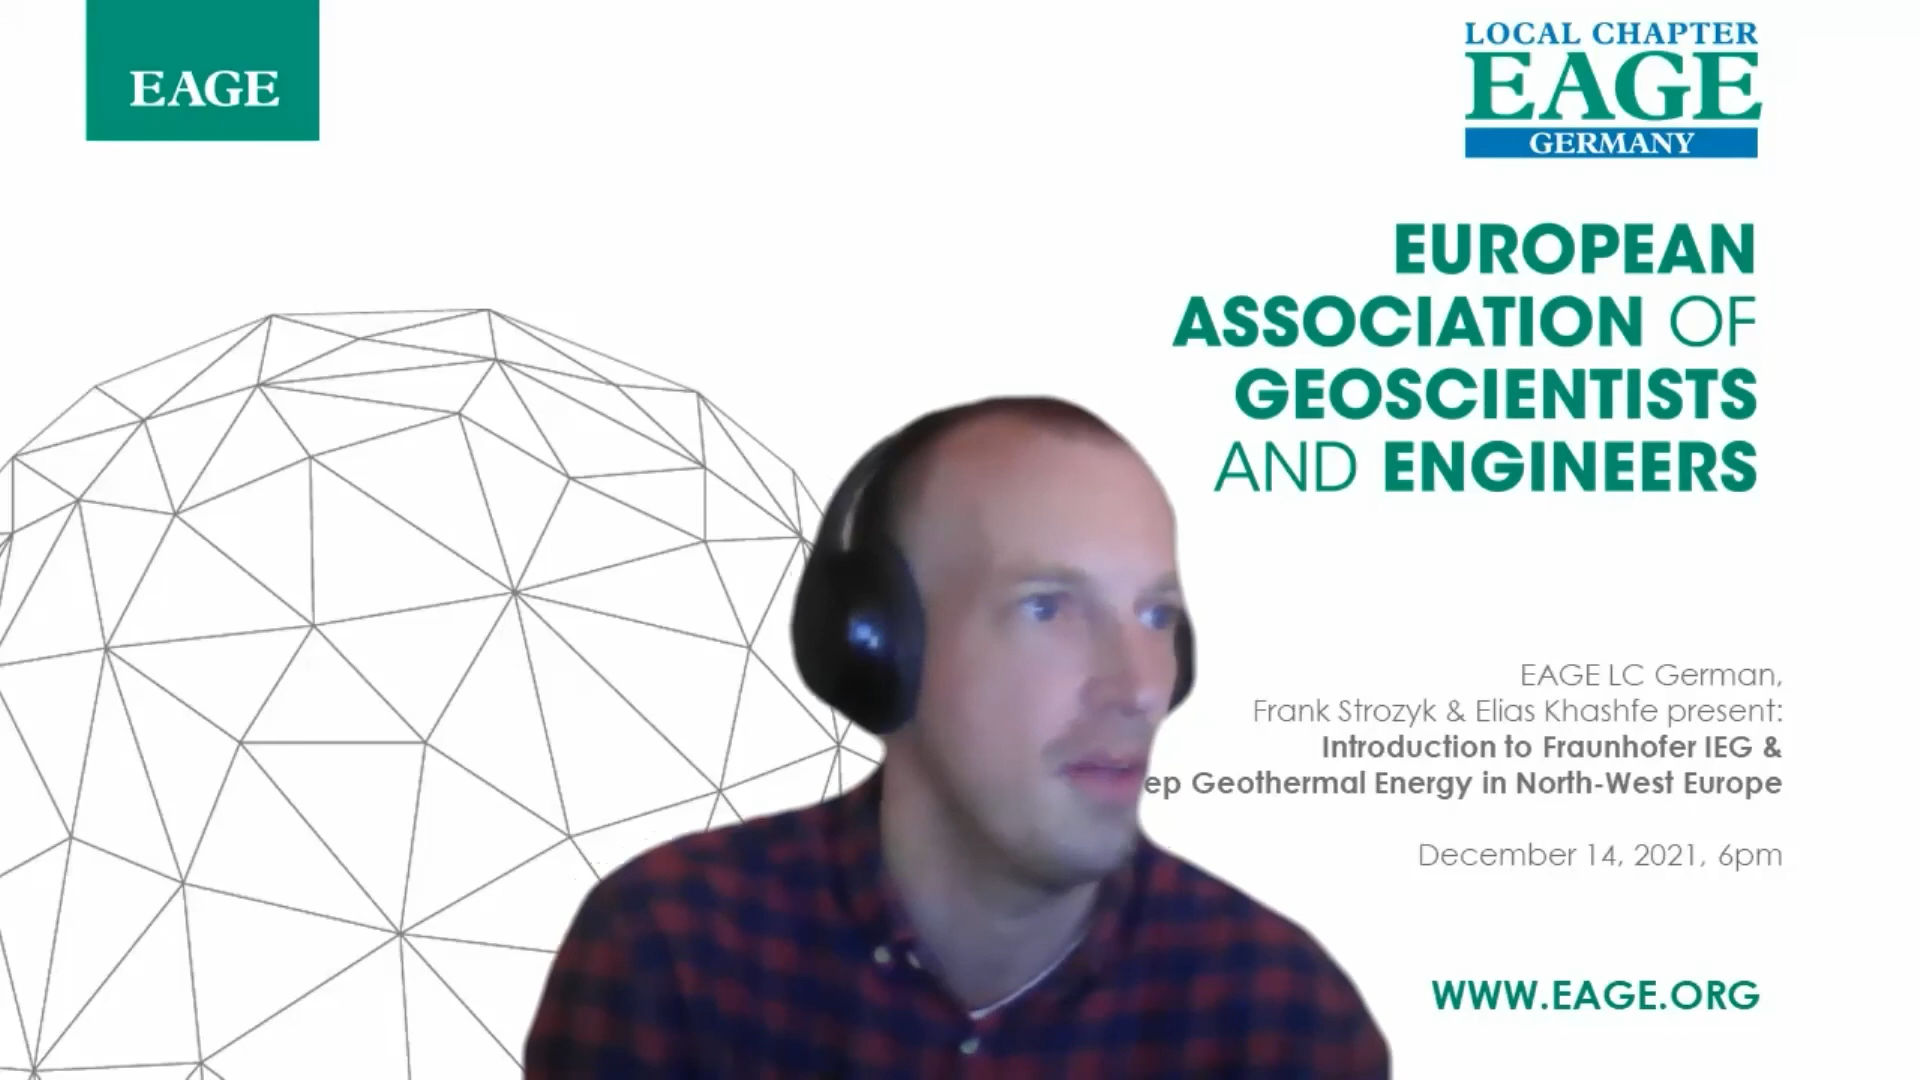 EAGE
LOCAL CHAPTER
EAGE
GERMANY
EUROPEAN
ASSOCIATION OF
GEOSCIENTISTS
AND ENGINEERS
EAGE LC German,
Frank Strozyk & Elias Khashfe present:
Introduction to Fraunhofer IEG &
ep Geothermal Energy in North-West Europe
December 14, 2021, 6pm
WWW.EAGE.ORG